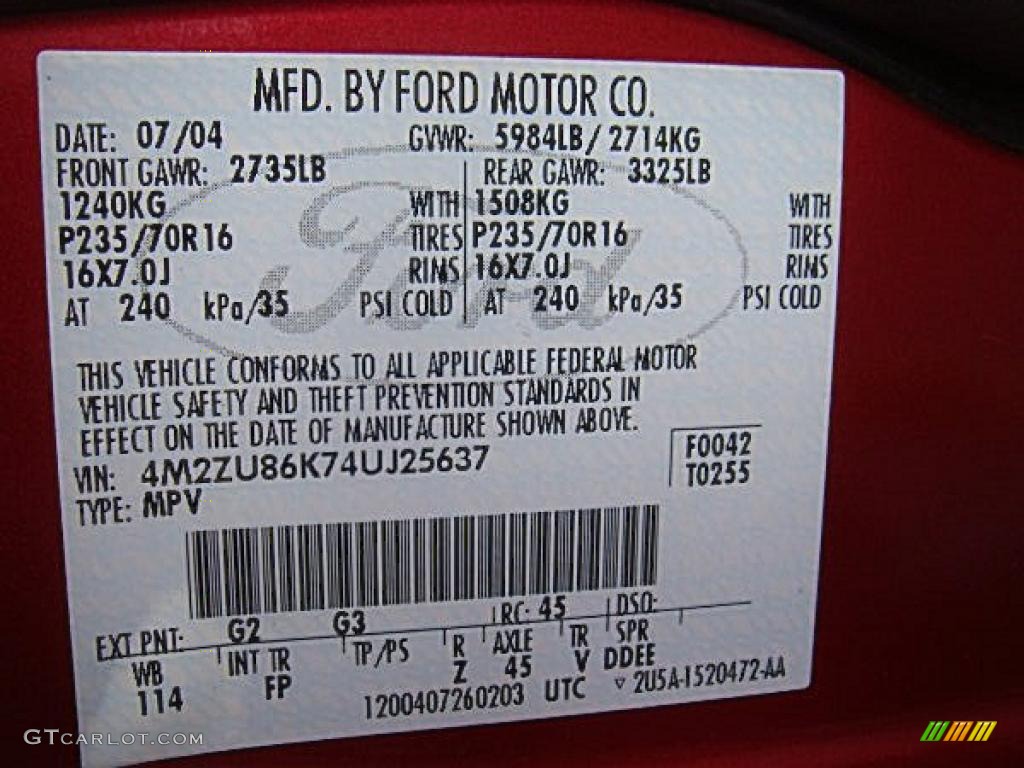 MFD. BY FORD MOTOR CO.
DATE: 07/04 GVWR: 5984LB/2714KG
FRONT GAWR: 2735LB REAR GAWR: 3325LB
1240KG WITH 1508KG WITH
P235/70R16 TIRES P235/70R16 TIRES
16X7.0J RINS 16X7.0J RINS
AT 240 kPa/35 PSI COLD AT 240 kPa/35 PSI COLD
Ford
THIS VEHICLE CONFORMS TO ALL APPLICABLE FEDERAL MOTOR
VEHICLE SAFETY AND THEFT PREVENTION STANDARDS IN
EFFECT ON THE DATE OF MANUFACTURE SHOWN ABOVE.
VIN: 4M2ZU86K74UJ25637
F0042
T0255
TYPE: MPV
EXT PNT: G2 G3 RC: 45 DSO:
WB INT TR TP/PS R AXLE TR SPR
114 FP Z 45 V DDEE
1200407260203 UTC ▽ 2U5A-1520472-AA
GTCARLOT.COM